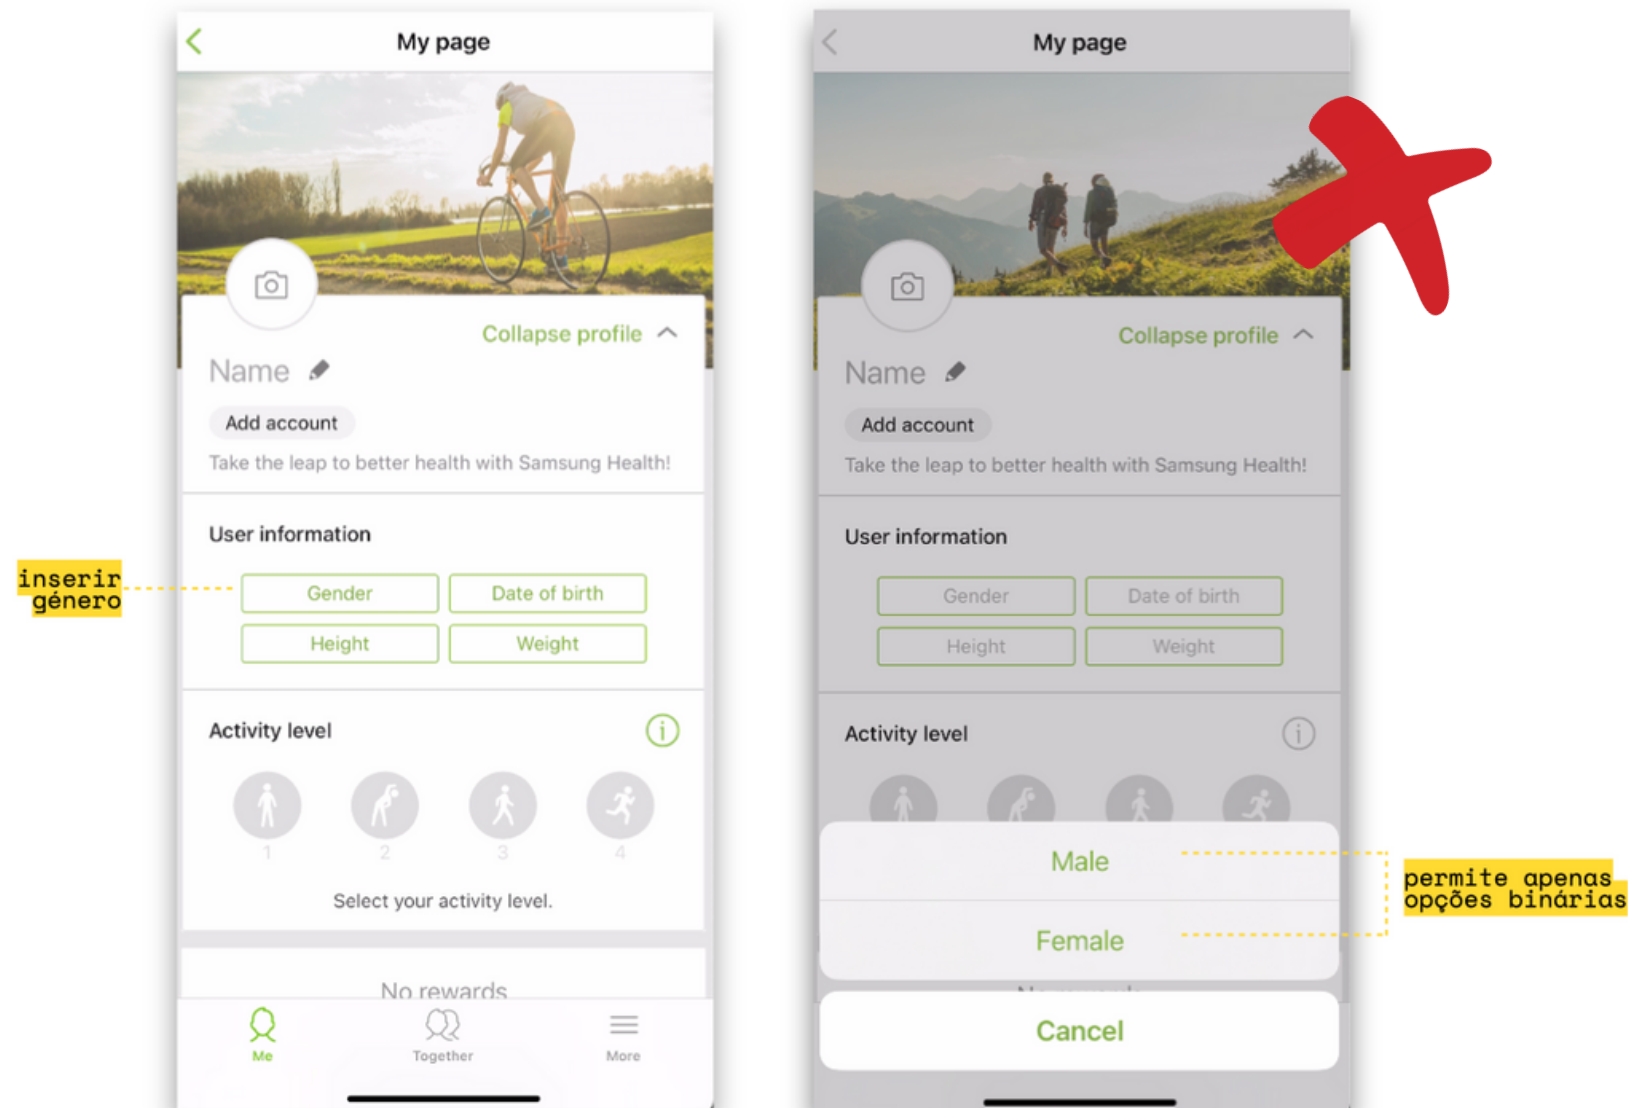 My page
Collapse profile
Name
Add account
Take the leap to better health with Samsung Health!
User information
inserir
género
Gender
Date of birth
Height
Weight
Activity level
1
2
3
4
Select your activity level.
No rewards
Me
Together
More
My page
Collapse profile
Name
Add account
Take the leap to better health with Samsung Health!
User information
Gender
Date of birth
Height
Weight
Activity level
Male
Female
permite apenas
opções binárias
Cancel